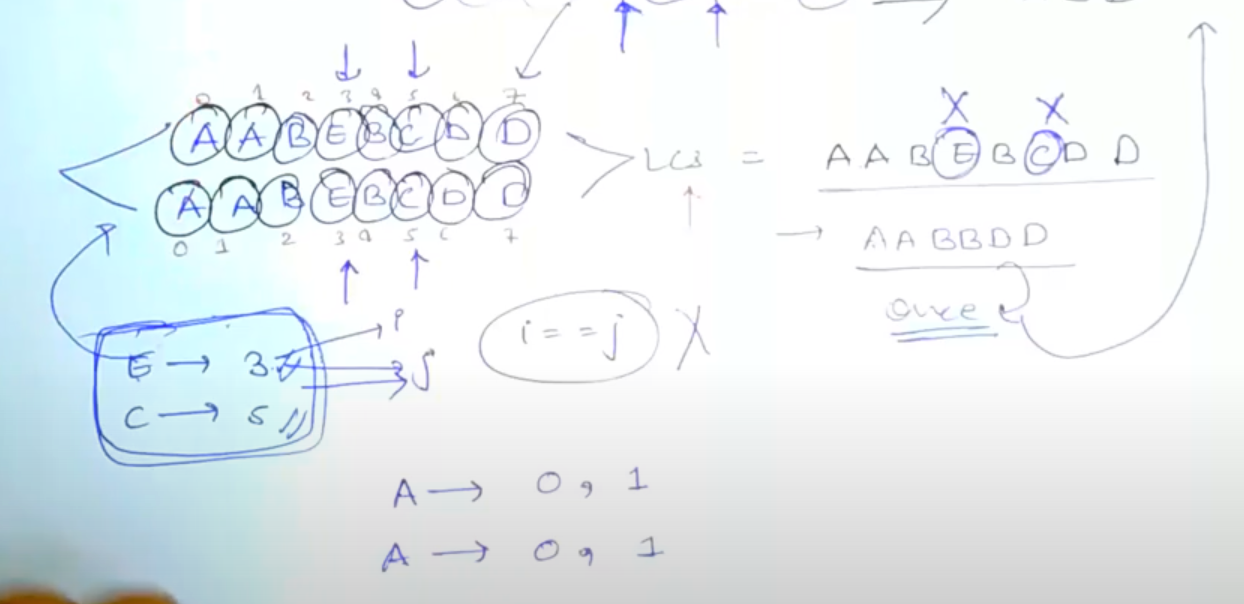 0 1 2 3 4 5 6 7
A A B E B C D D
LCS = A A B E B C D D
A A B E B C D D
0 1 2 3 4 5 6 7
→ A A B B D D
E → 3 i
j
C → 5
i = = j X
A → 0, 1
A → 0, 1